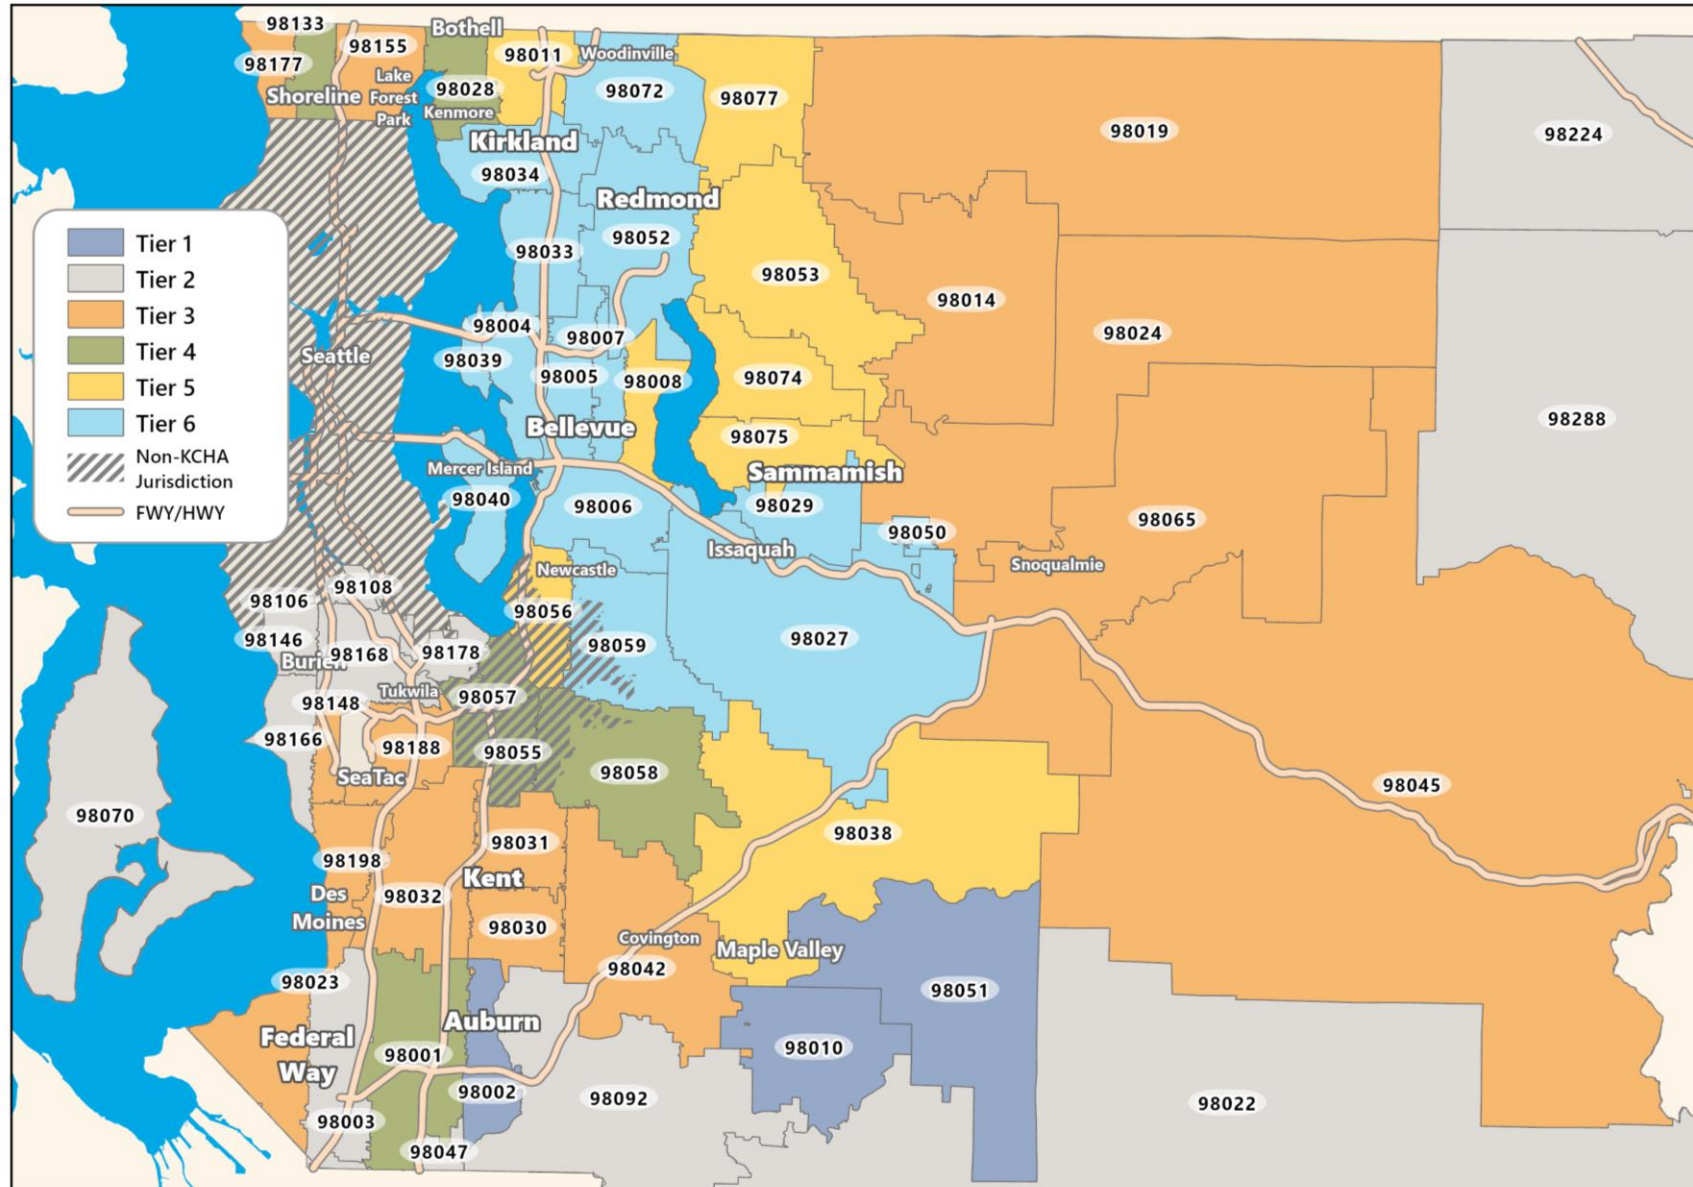 98133
Bothell
98155
98011
Woodinville
98177
Lake
Forest
Park
98028
Kenmore
98072
98077
Shoreline
98019
98224
Kirkland
98034
Redmond
98052
98033
98053
98014
98024
Tier 1
Tier 2
Tier 3
Tier 4
Tier 5
Tier 6
Non-KCHA
Jurisdiction
FWY/HWY
Seattle
98004
98007
98039
98005
98008
98074
98288
Bellevue
98075
Mercer Island
Sammamish
98040
98006
98029
98050
98065
Issaquah
Snoqualmie
Newcastle
98108
98106
98056
98146
98168
98178
98059
98027
Burien
Tukwila
98148
98057
98166
98188
98055
SeaTac
98058
98045
98070
98031
98038
98198
Kent
Des
Moines
98032
98030
Covington
Maple Valley
98042
98023
98051
Auburn
Federal
Way
98001
98010
98002
98092
98022
98003
98047